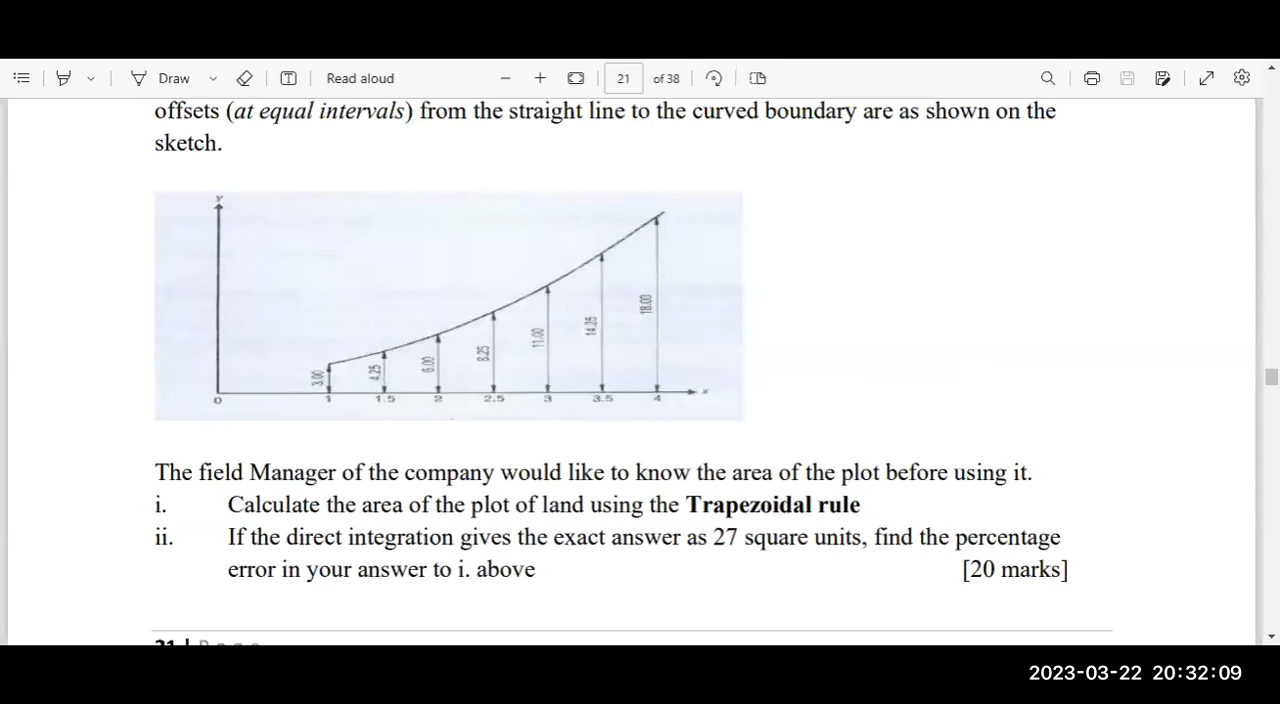 Draw
Read aloud
21
of 38
offsets (at equal intervals) from the straight line to the curved boundary are as shown on the
sketch.
Y
18.00
14.25
11.00
8.25
6.00
4.25
3.00
0 1 1.5 2 2.5 3 3.5 4 x
The field Manager of the company would like to know the area of the plot before using it.
i. Calculate the area of the plot of land using the Trapezoidal rule
ii. If the direct integration gives the exact answer as 27 square units, find the percentage
error in your answer to i. above [20 marks]
2023-03-22 20:32:09